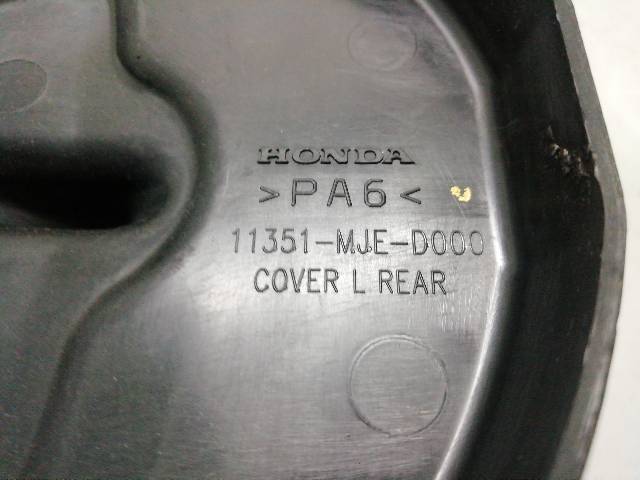 HONDA
>PA6<
11351-MJE-D000
COVER L REAR